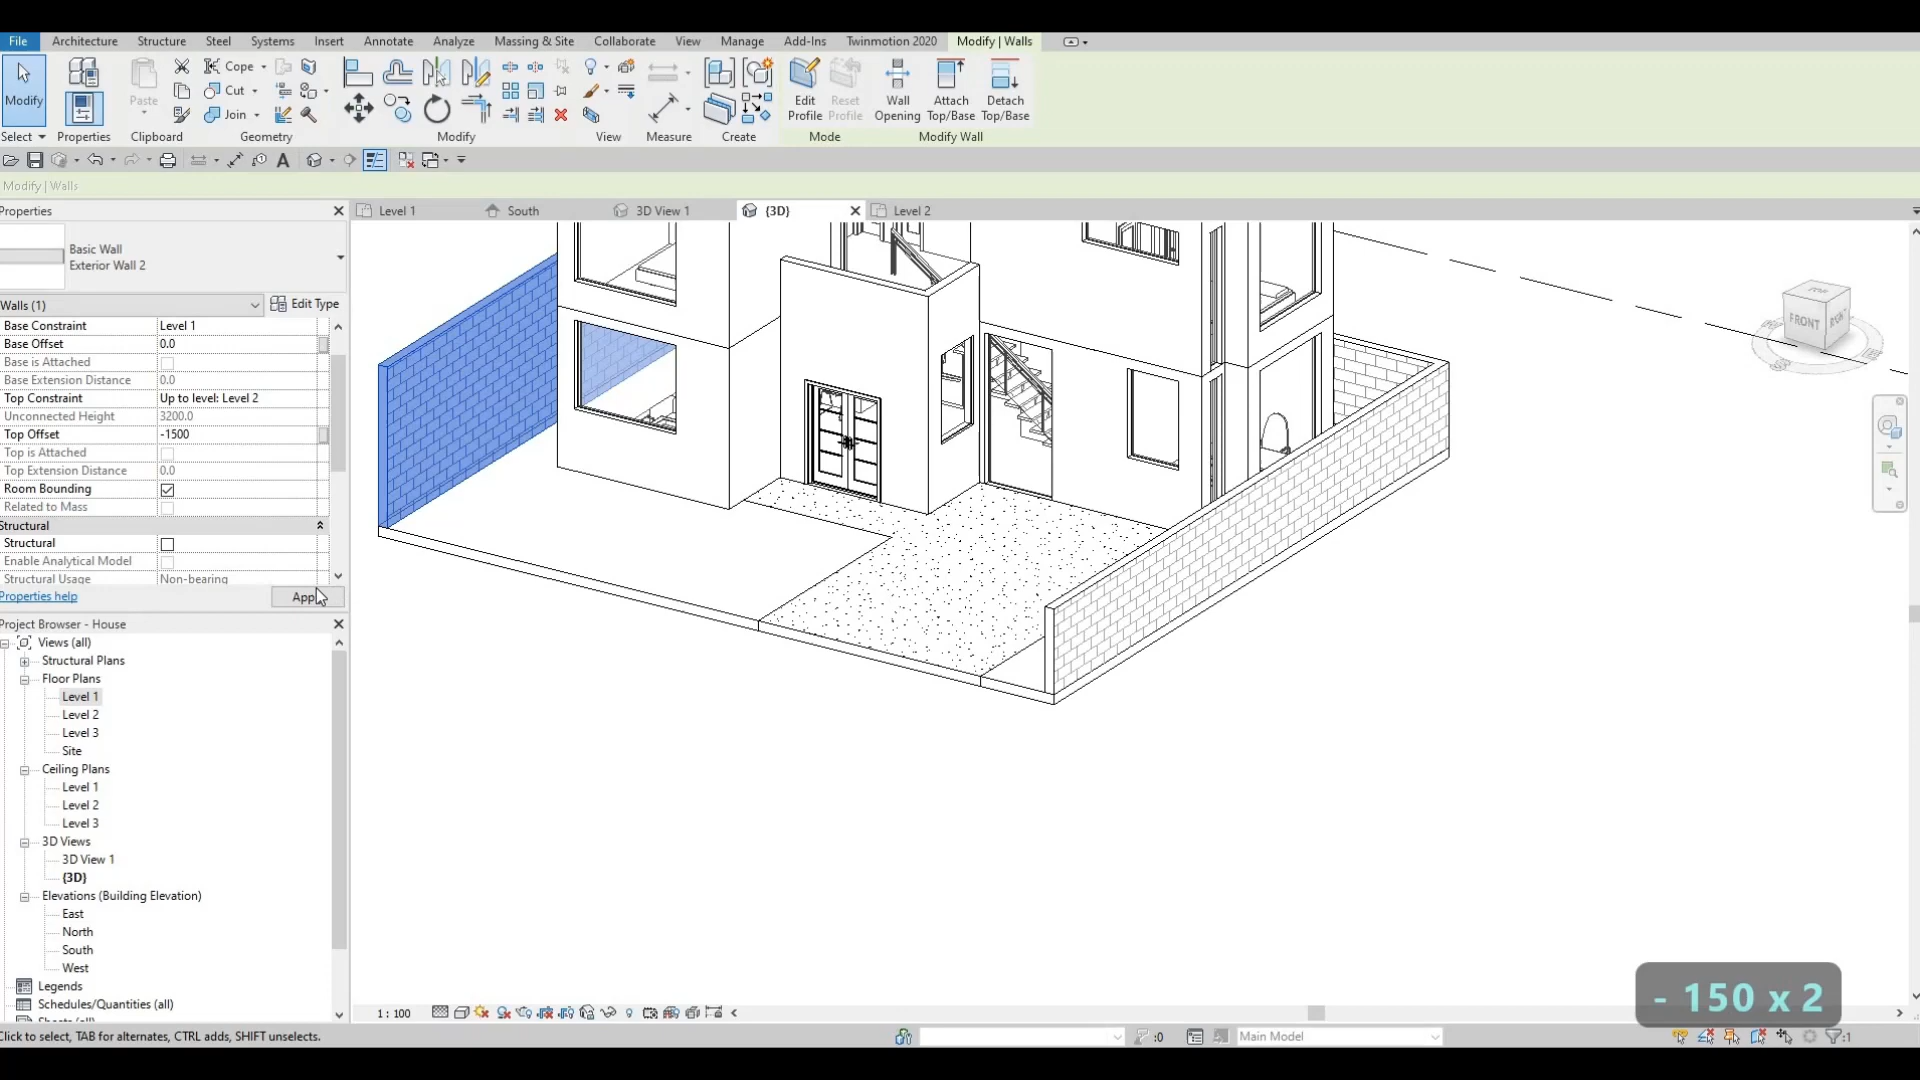 File Architecture Structure Steel Systems Insert Annotate Analyze Massing & Site Collaborate View Manage Add-Ins Twinmotion 2020 Modify | Walls
Modify Paste Cope Cut Join Edit Profile Reset Profile Wall Opening Attach Top/Base Detach Top/Base
Select Properties Clipboard Geometry Modify View Measure Create Mode Modify Wall
Modify | Walls
Properties
Level 1 South 3D View 1 {3D} Level 2
Basic Wall
Exterior Wall 2
Walls (1) Edit Type
Base Constraint Level 1
Base Offset 0.0
Base is Attached
Base Extension Distance 0.0
Top Constraint Up to level: Level 2
Unconnected Height 3200.0
Top Offset -1500
Top is Attached
Top Extension Distance 0.0
Room Bounding
Related to Mass
Structural
Structural
Enable Analytical Model
Structural Usage Non-bearing
Properties help
TOP
FRONT
Project Browser - House
Views (all)
Structural Plans
Floor Plans
Level 1
Level 2
Level 3
Site
Ceiling Plans
Level 1
Level 2
Level 3
3D Views
3D View 1
{3D}
Elevations (Building Elevation)
East
North
South
West
Legends
Schedules/Quantities (all)
1 : 100
- 150 x 2
Click to select, TAB for alternates, CTRL adds, SHIFT unselects. :0 Main Model :1